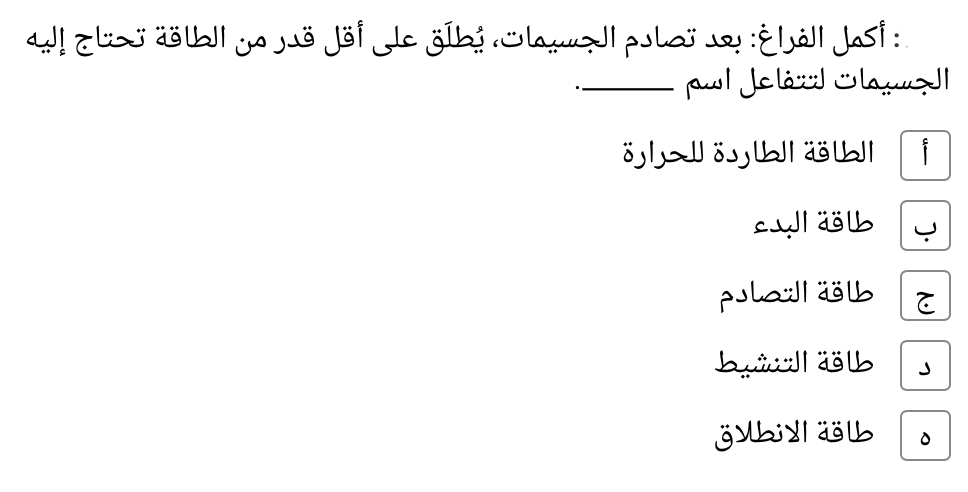 : أكمل الفراغ: بعد تصادم الجسيمات، يُطلَق على أقل قدر من الطاقة تحتاج إليه
الجسيمات لتتفاعل اسم ______.
أ الطاقة الطاردة للحرارة
ب طاقة البدء
ج طاقة التصادم
د طاقة التنشيط
ه طاقة الانطلاق